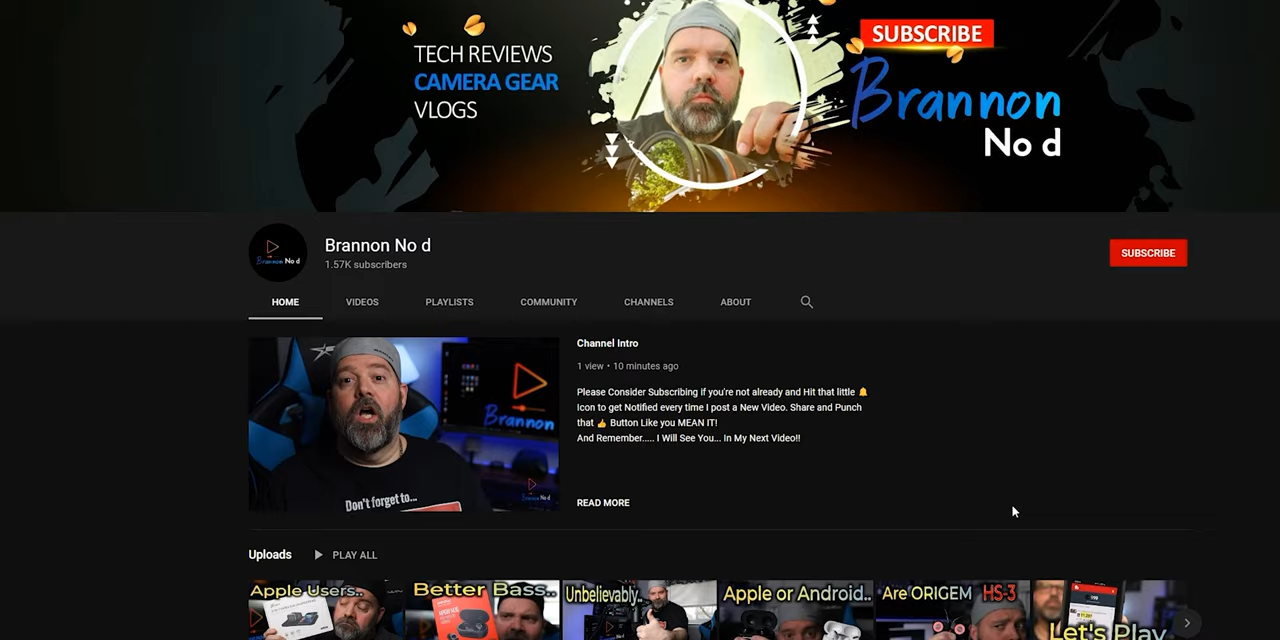 TECH REVIEWS
CAMERA GEAR
VLOGS
SUBSCRIBE
Brannon
No d
Brannon No d
Brannon No d
1.57K subscribers
SUBSCRIBE
HOME VIDEOS PLAYLISTS COMMUNITY CHANNELS ABOUT
Brannon
Don't forget to...
Brannon No d
Channel Intro
1 view • 10 minutes ago
Please Consider Subscribing if you're not already and Hit that little 🔔
Icon to get Notified every time I post a New Video. Share and Punch
that 👍 Button Like you MEAN IT!
And Remember..... I Will See You... In My Next Video!!
READ MORE
Uploads PLAY ALL
Apple Users..
Better Bass..
Unbelievably..
Apple or Android..
Are ORIGEM HS-3
Let's Play